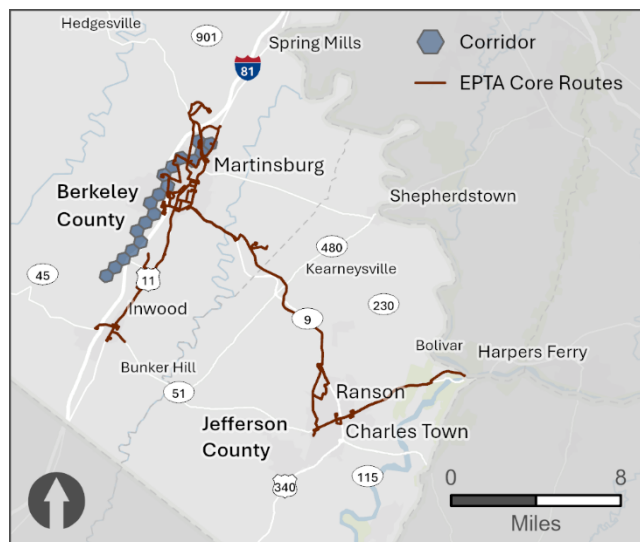 Hedgesville
901
Spring Mills
81
Corridor
EPTA Core Routes
Martinsburg
Berkeley
County
Shepherdstown
480
Kearneysville
45
11
230
Inwood
9
Bolivar
Harpers Ferry
Bunker Hill
51
Ranson
Jefferson
County
Charles Town
115
340
0
8
Miles